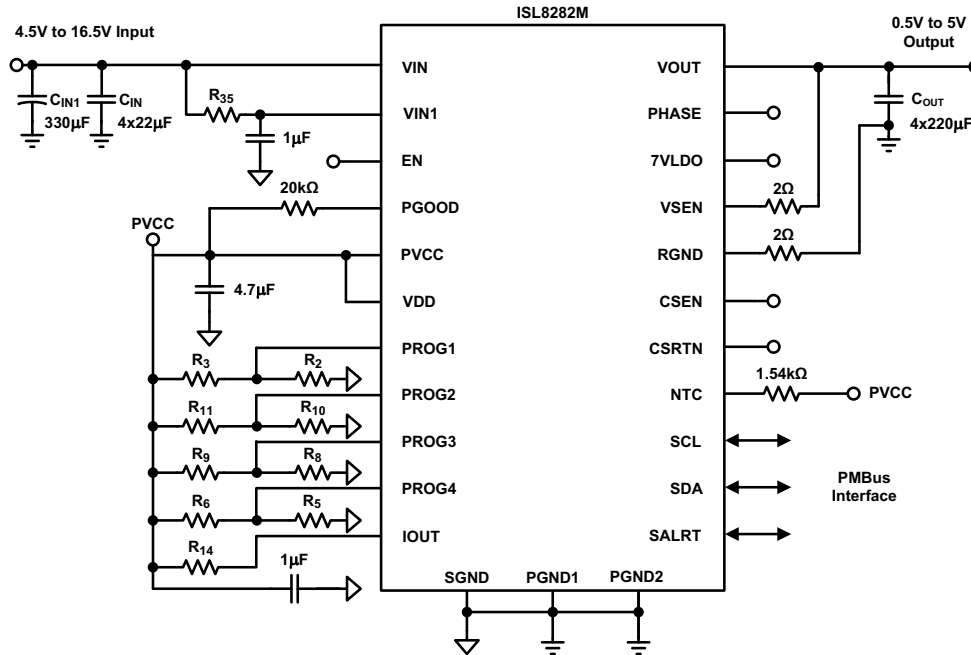 ISL8282M
4.5V to 16.5V Input
0.5V to 5V
Output
VIN
VOUT
CIN1
330µF
CIN
4x22µF
R35
VIN1
1µF
PHASE
COUT
4x220µF
EN
7VLDO
20kΩ
PGOOD
VSEN
2Ω
PVCC
PVCC
RGND
2Ω
4.7µF
VDD
CSEN
PROG1
CSRTN
R3
R2
1.54kΩ
PROG2
NTC
PVCC
R11
R10
PROG3
SCL
R9
R8
PMBus
Interface
PROG4
SDA
R6
R5
IOUT
SALRT
R14
1µF
SGND
PGND1
PGND2